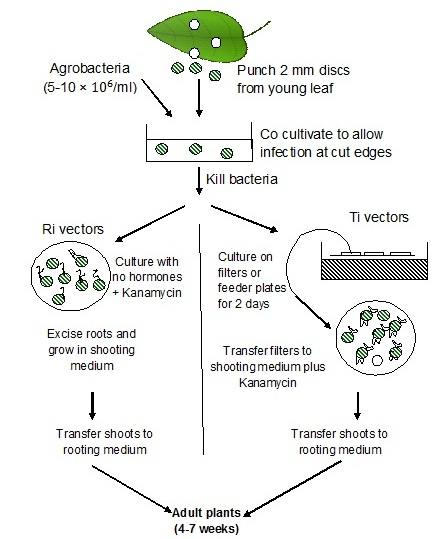 Agrobacteria
(5-10 × 10⁶/ml)
Punch 2 mm discs
from young leaf
Co cultivate to allow
infection at cut edges
Kill bacteria
Ri vectors
Culture with
no hormones
+ Kanamycin
Excise roots and
grow in shooting
medium
Transfer shoots to
rooting medium
Ti vectors
Culture on
filters or
feeder plates
for 2 days
Transfer filters to
shooting medium plus
Kanamycin
Transfer shoots to
rooting medium
Adult plants
(4-7 weeks)